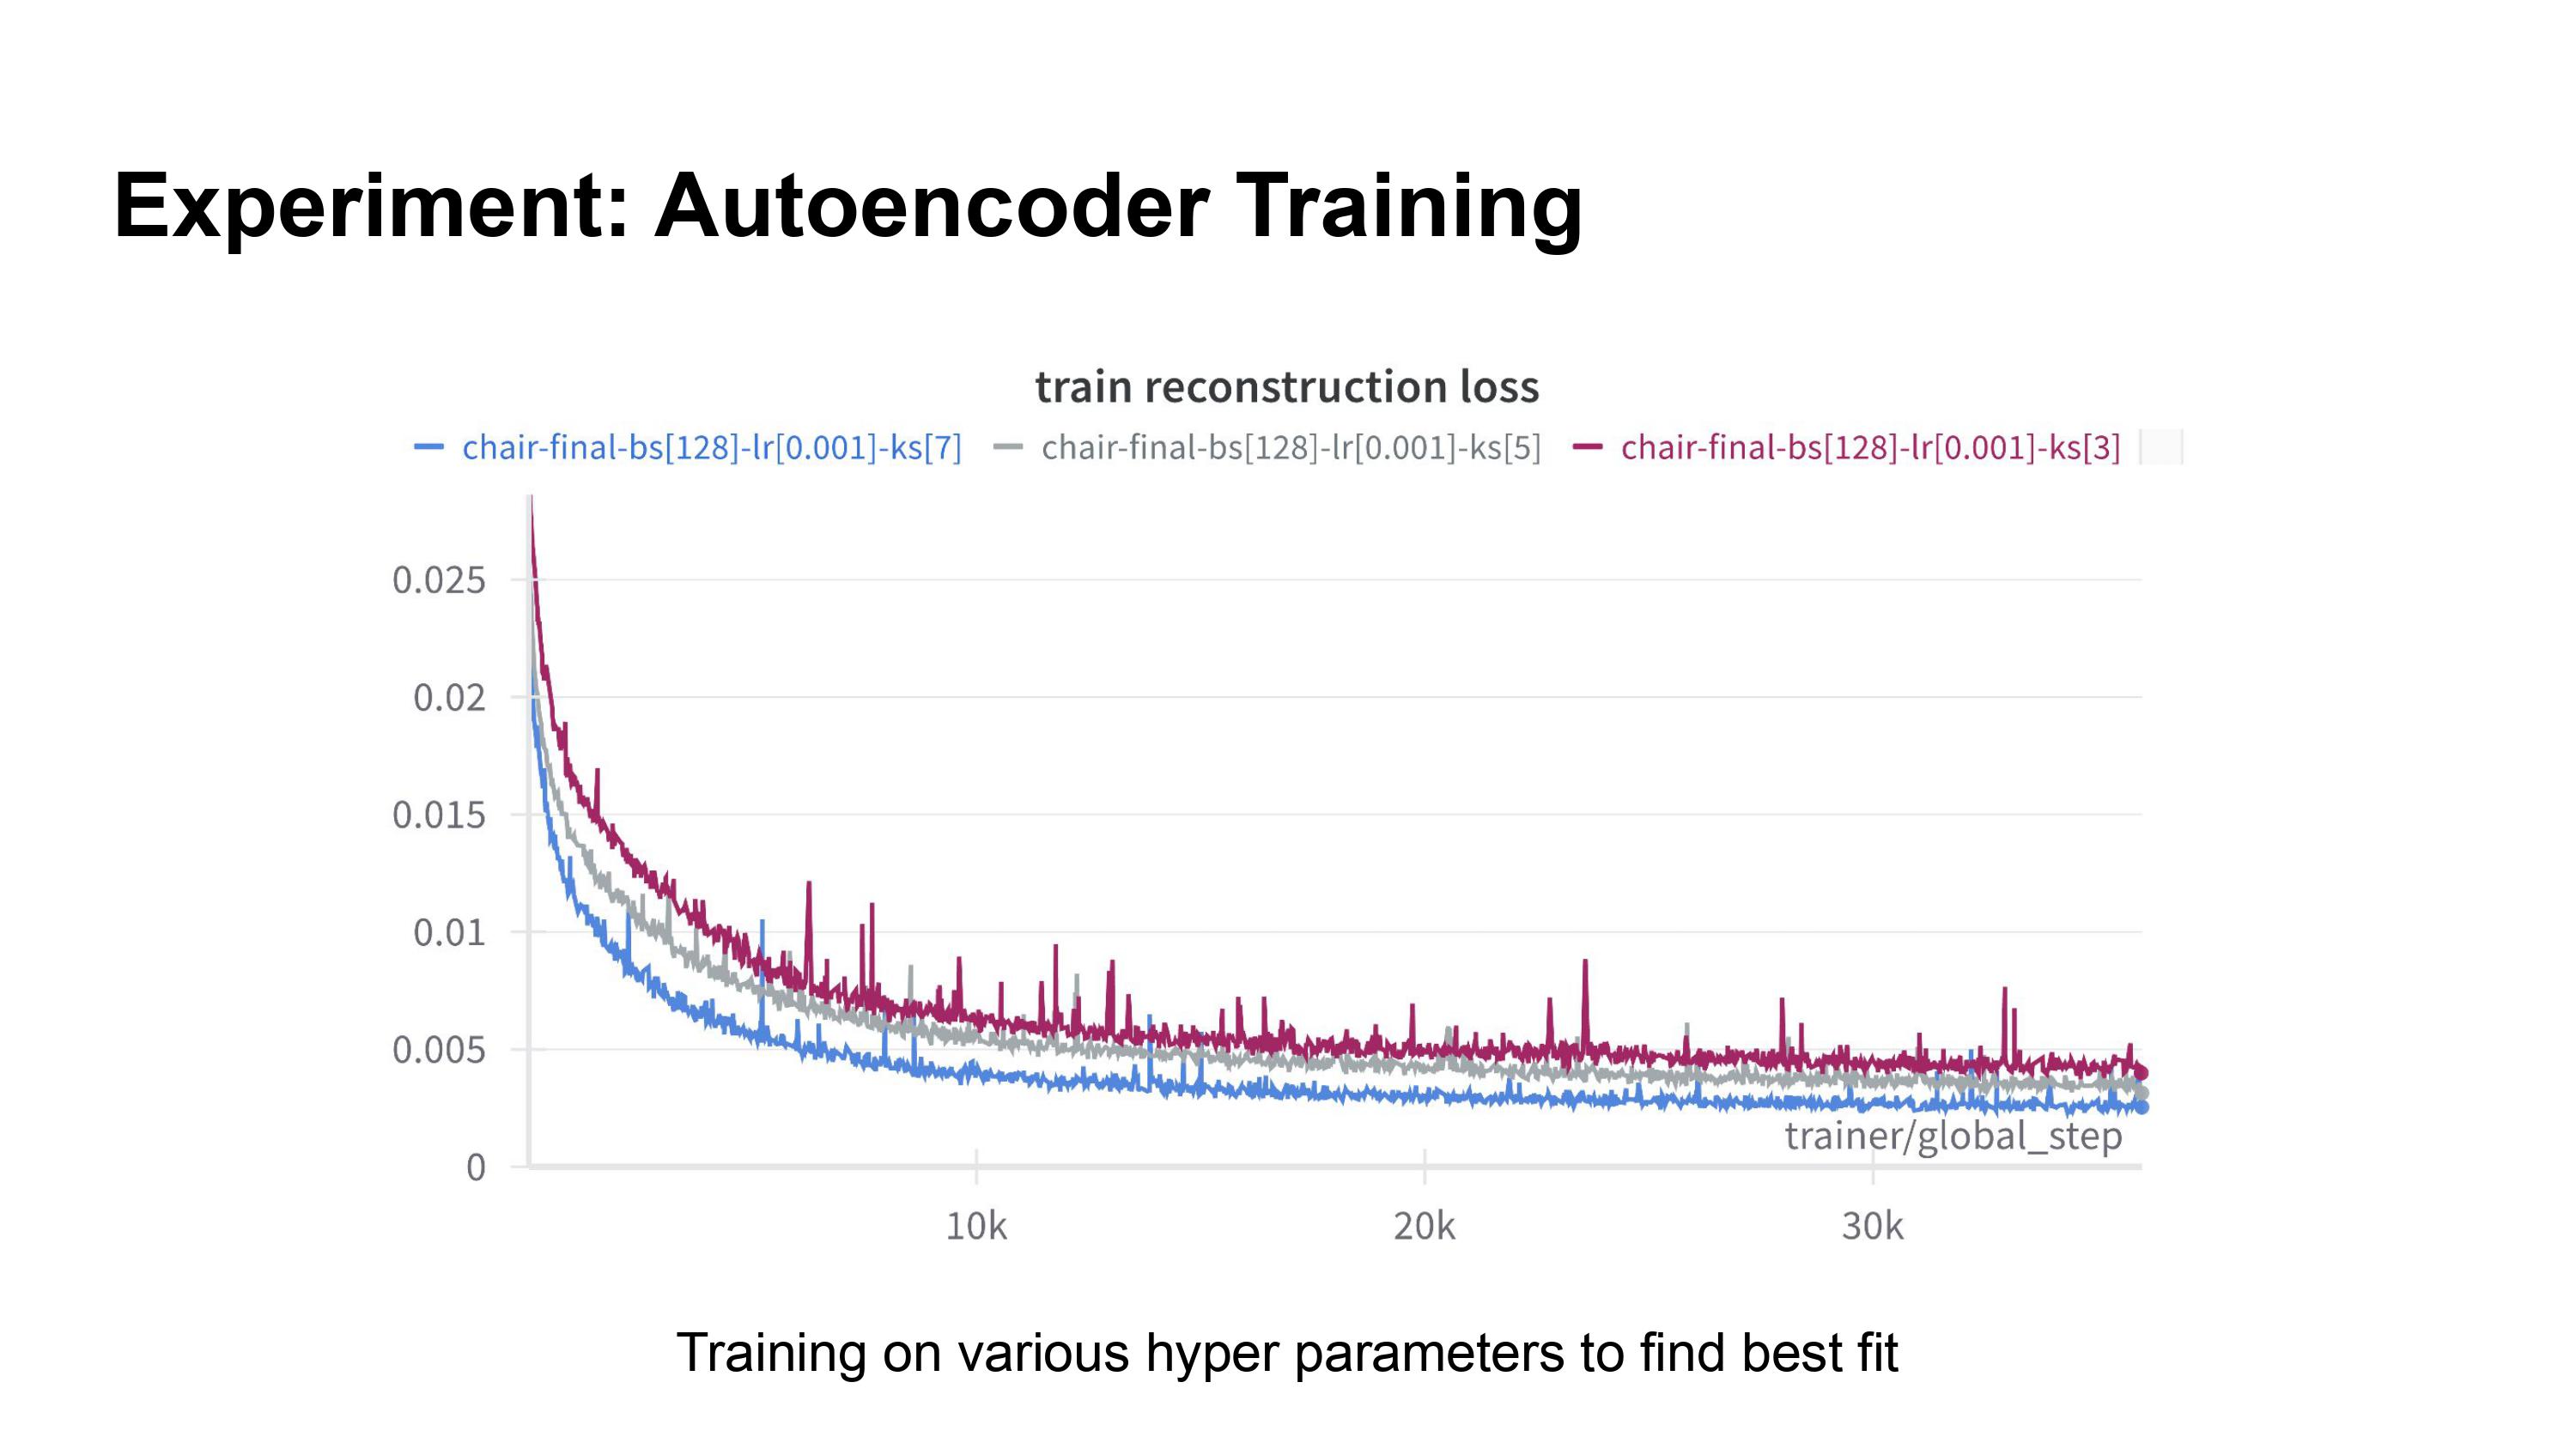 Experiment: Autoencoder Training
train reconstruction loss
chair-final-bs[128]-lr[0.001]-ks[7] chair-final-bs[128]-lr[0.001]-ks[5] chair-final-bs[128]-lr[0.001]-ks[3]
0.025
0.02
0.015
0.01
0.005
trainer/global_step
0
10k 20k 30k
Training on various hyper parameters to find best fit